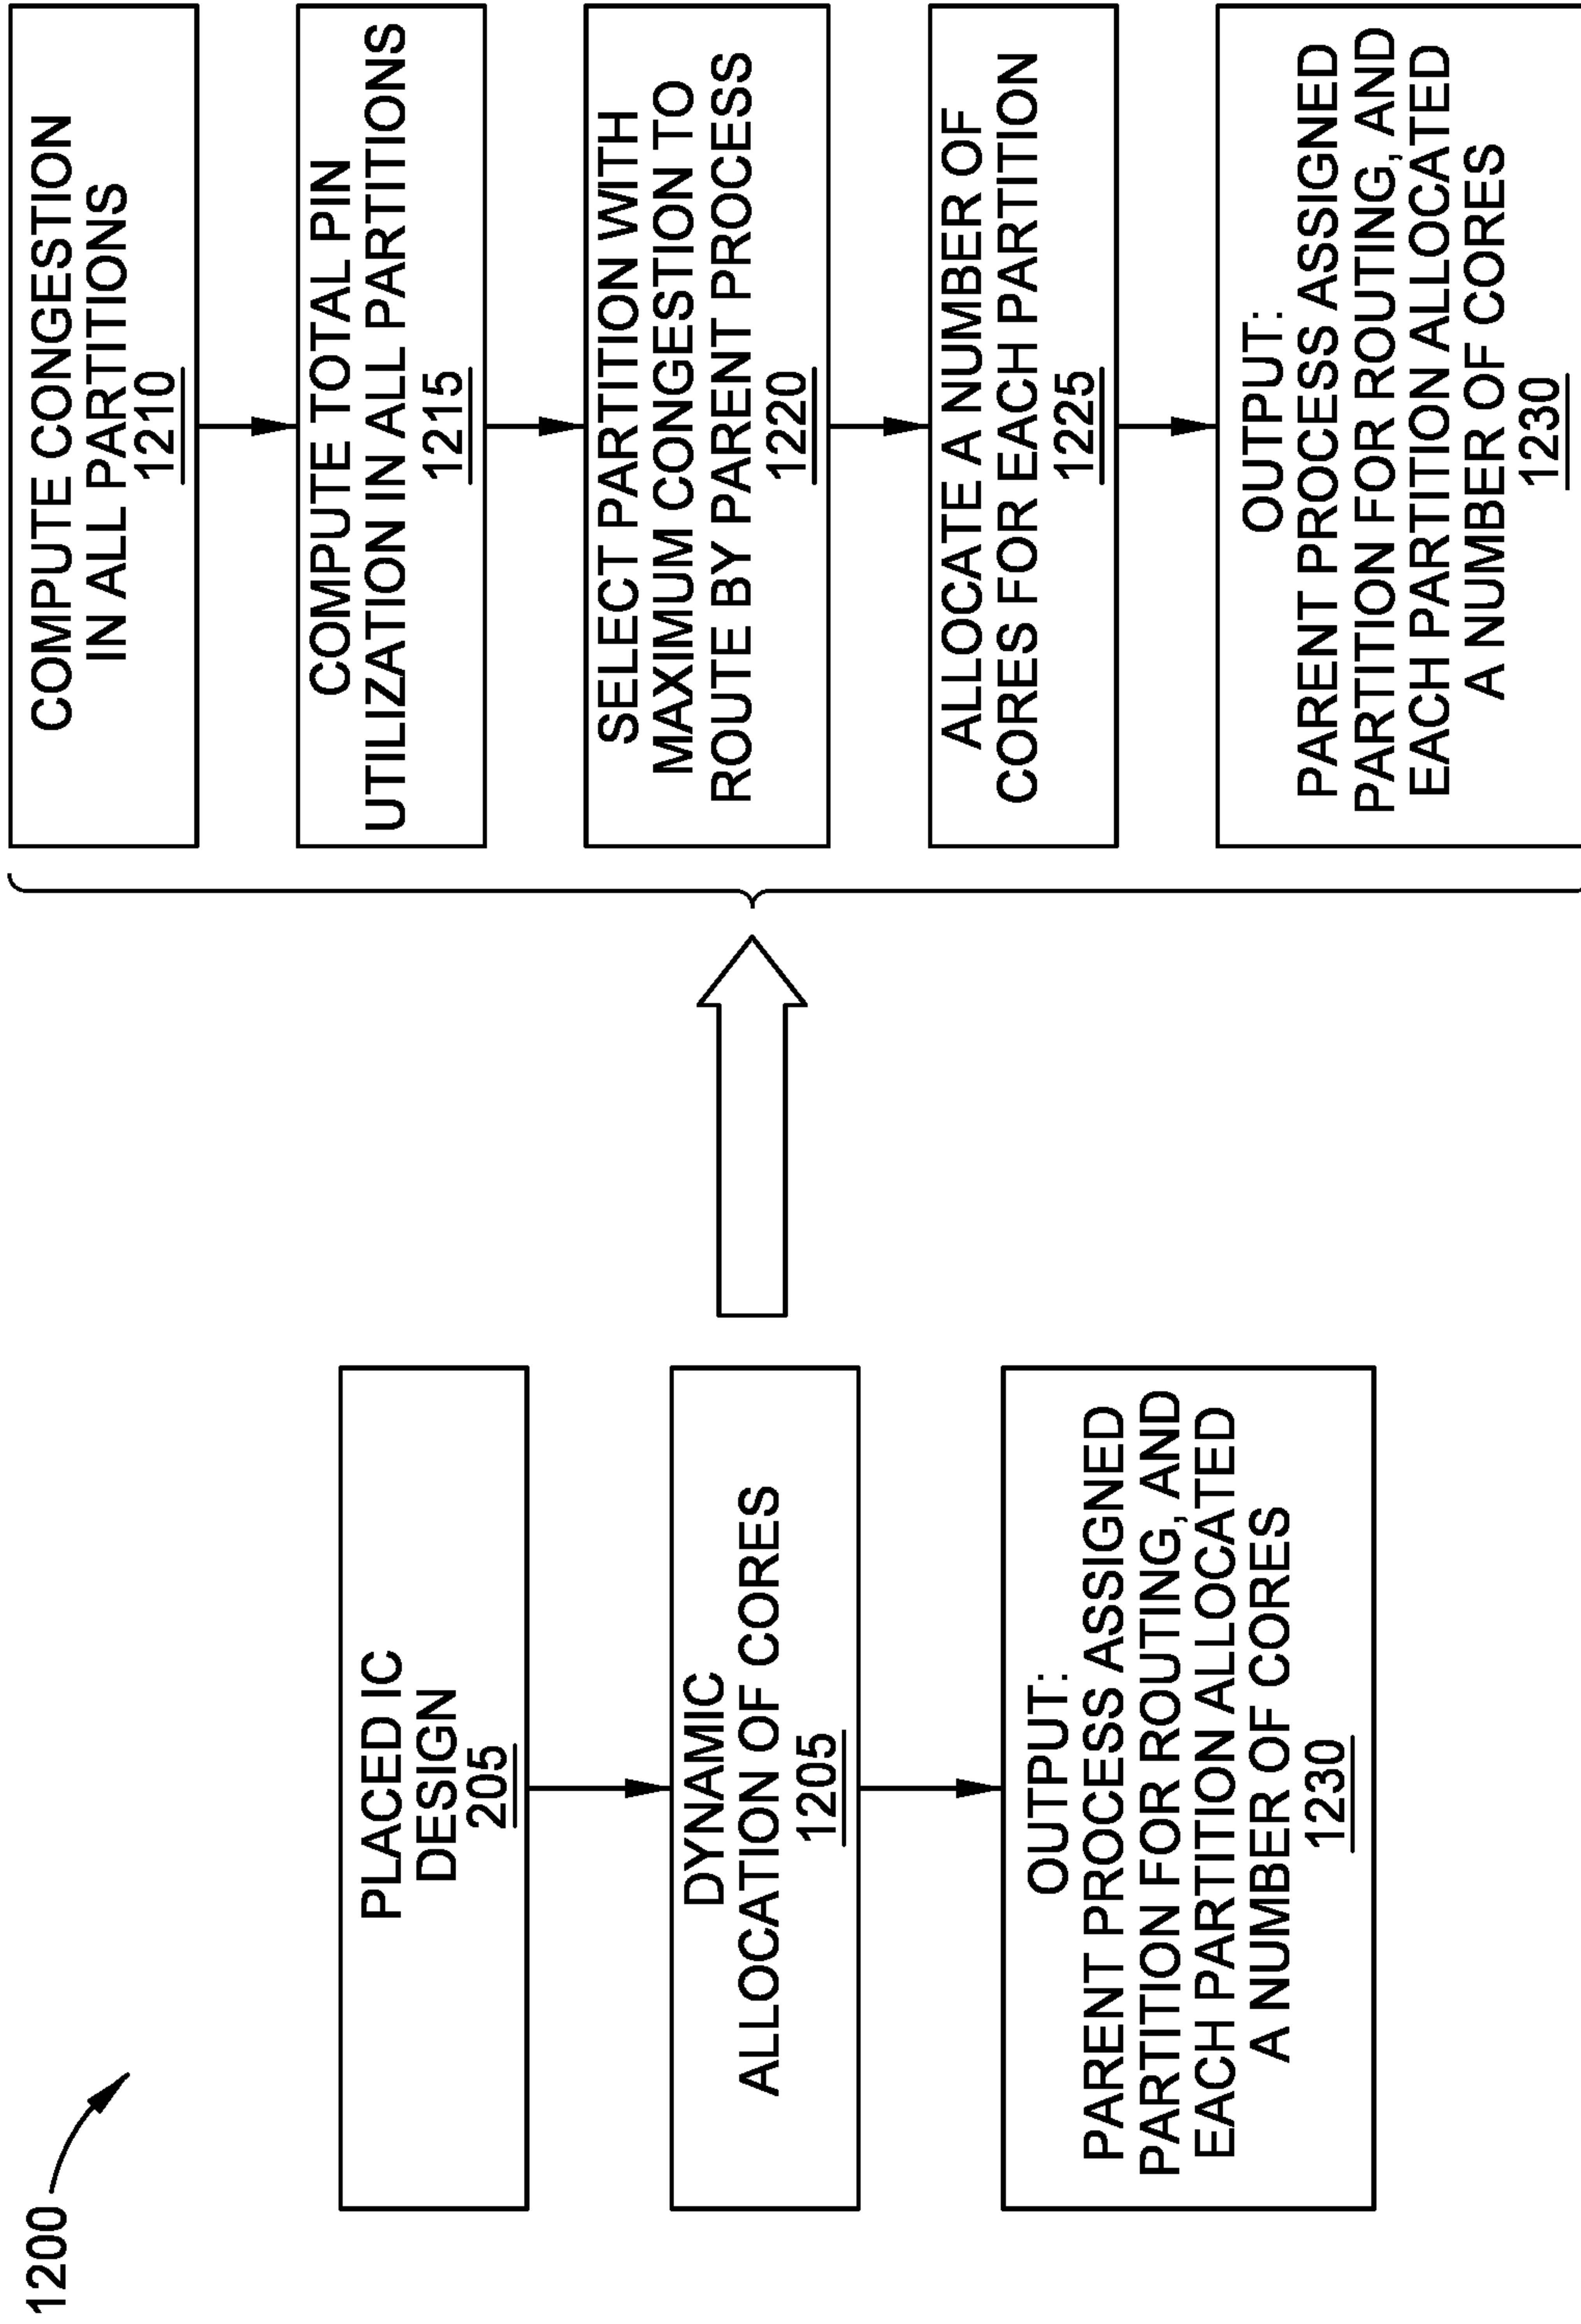 1200
PLACED IC
DESIGN
205
DYNAMIC
ALLOCATION OF CORES
1205
OUTPUT:
PARENT PROCESS ASSIGNED
PARTITION FOR ROUTING, AND
EACH PARTITION ALLOCATED
A NUMBER OF CORES
1230
COMPUTE CONGESTION
IN ALL PARTITIONS
1210
COMPUTE TOTAL PIN
UTILIZATION IN ALL PARTITIONS
1215
SELECT PARTITION WITH
MAXIMUM CONGESTION TO
ROUTE BY PARENT PROCESS
1220
ALLOCATE A NUMBER OF
CORES FOR EACH PARTITION
1225
OUTPUT:
PARENT PROCESS ASSIGNED
PARTITION FOR ROUTING, AND
EACH PARTITION ALLOCATED
A NUMBER OF CORES
1230